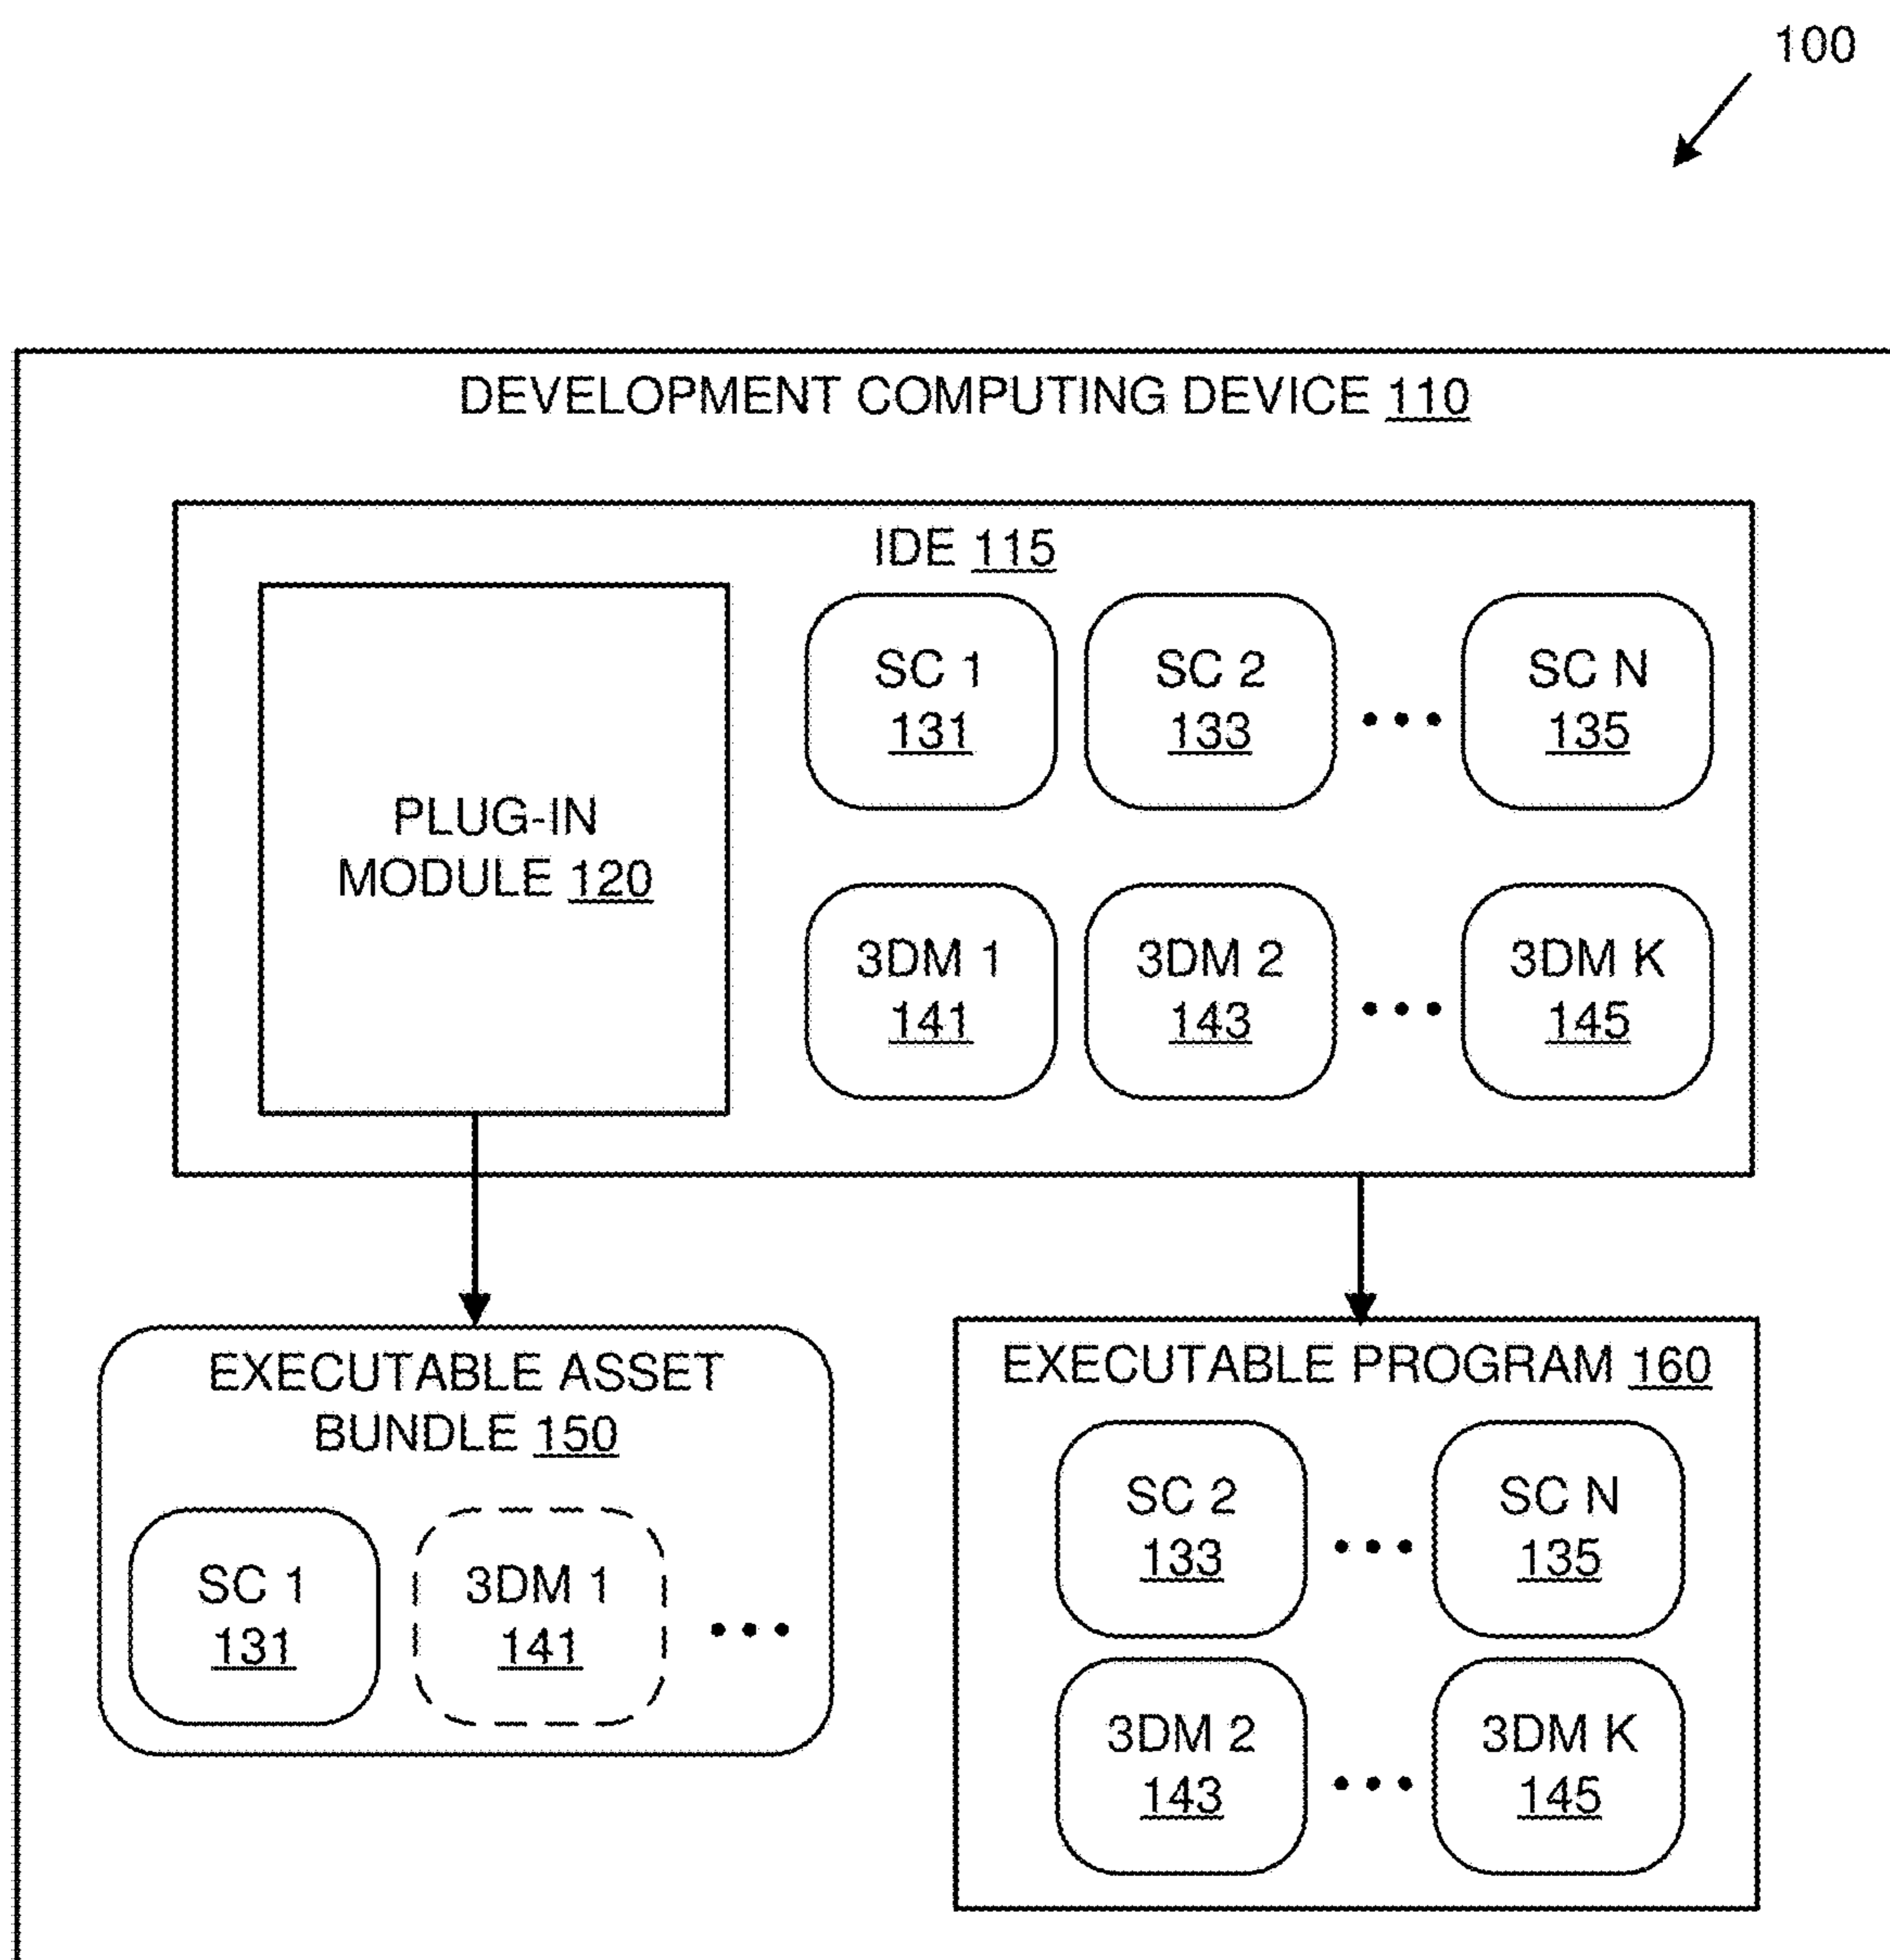 100
DEVELOPMENT COMPUTING DEVICE 110
IDE 115
PLUG-IN
MODULE 120
SC 1
131
SC 2
133
SC N
135
3DM 1
141
3DM 2
143
3DM K
145
EXECUTABLE ASSET
BUNDLE 150
SC 1
131
3DM 1
141
EXECUTABLE PROGRAM 160
SC 2
133
SC N
135
3DM 2
143
3DM K
145